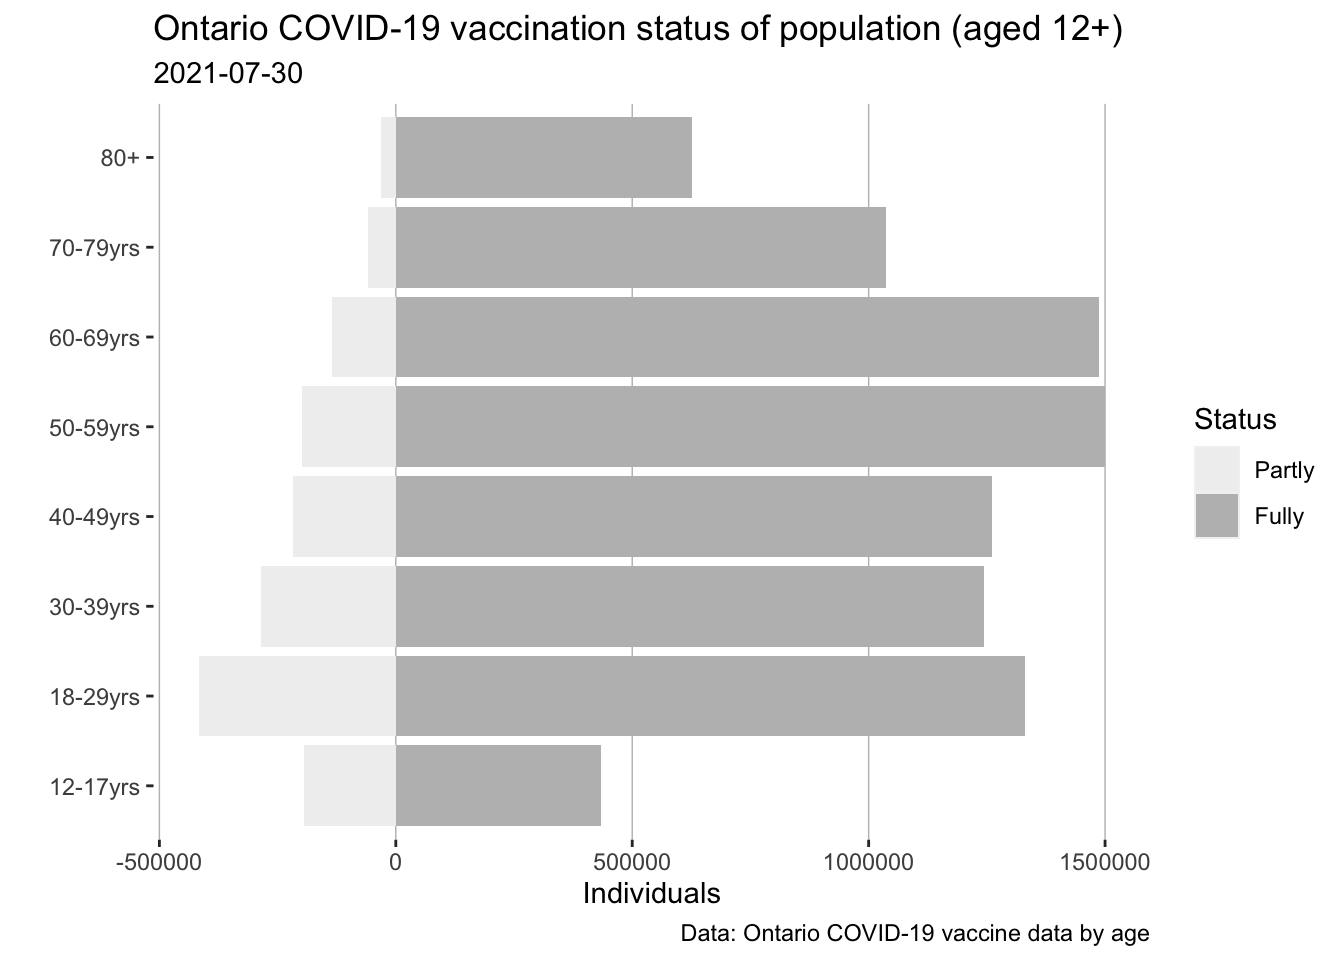 Ontario COVID-19 vaccination status of population (aged 12+)
2021-07-30
80+
70-79yrs
60-69yrs
50-59yrs
40-49yrs
30-39yrs
18-29yrs
12-17yrs
-500000 0 500000 1000000 1500000
Individuals
Status
Partly
Fully
Data: Ontario COVID-19 vaccine data by age